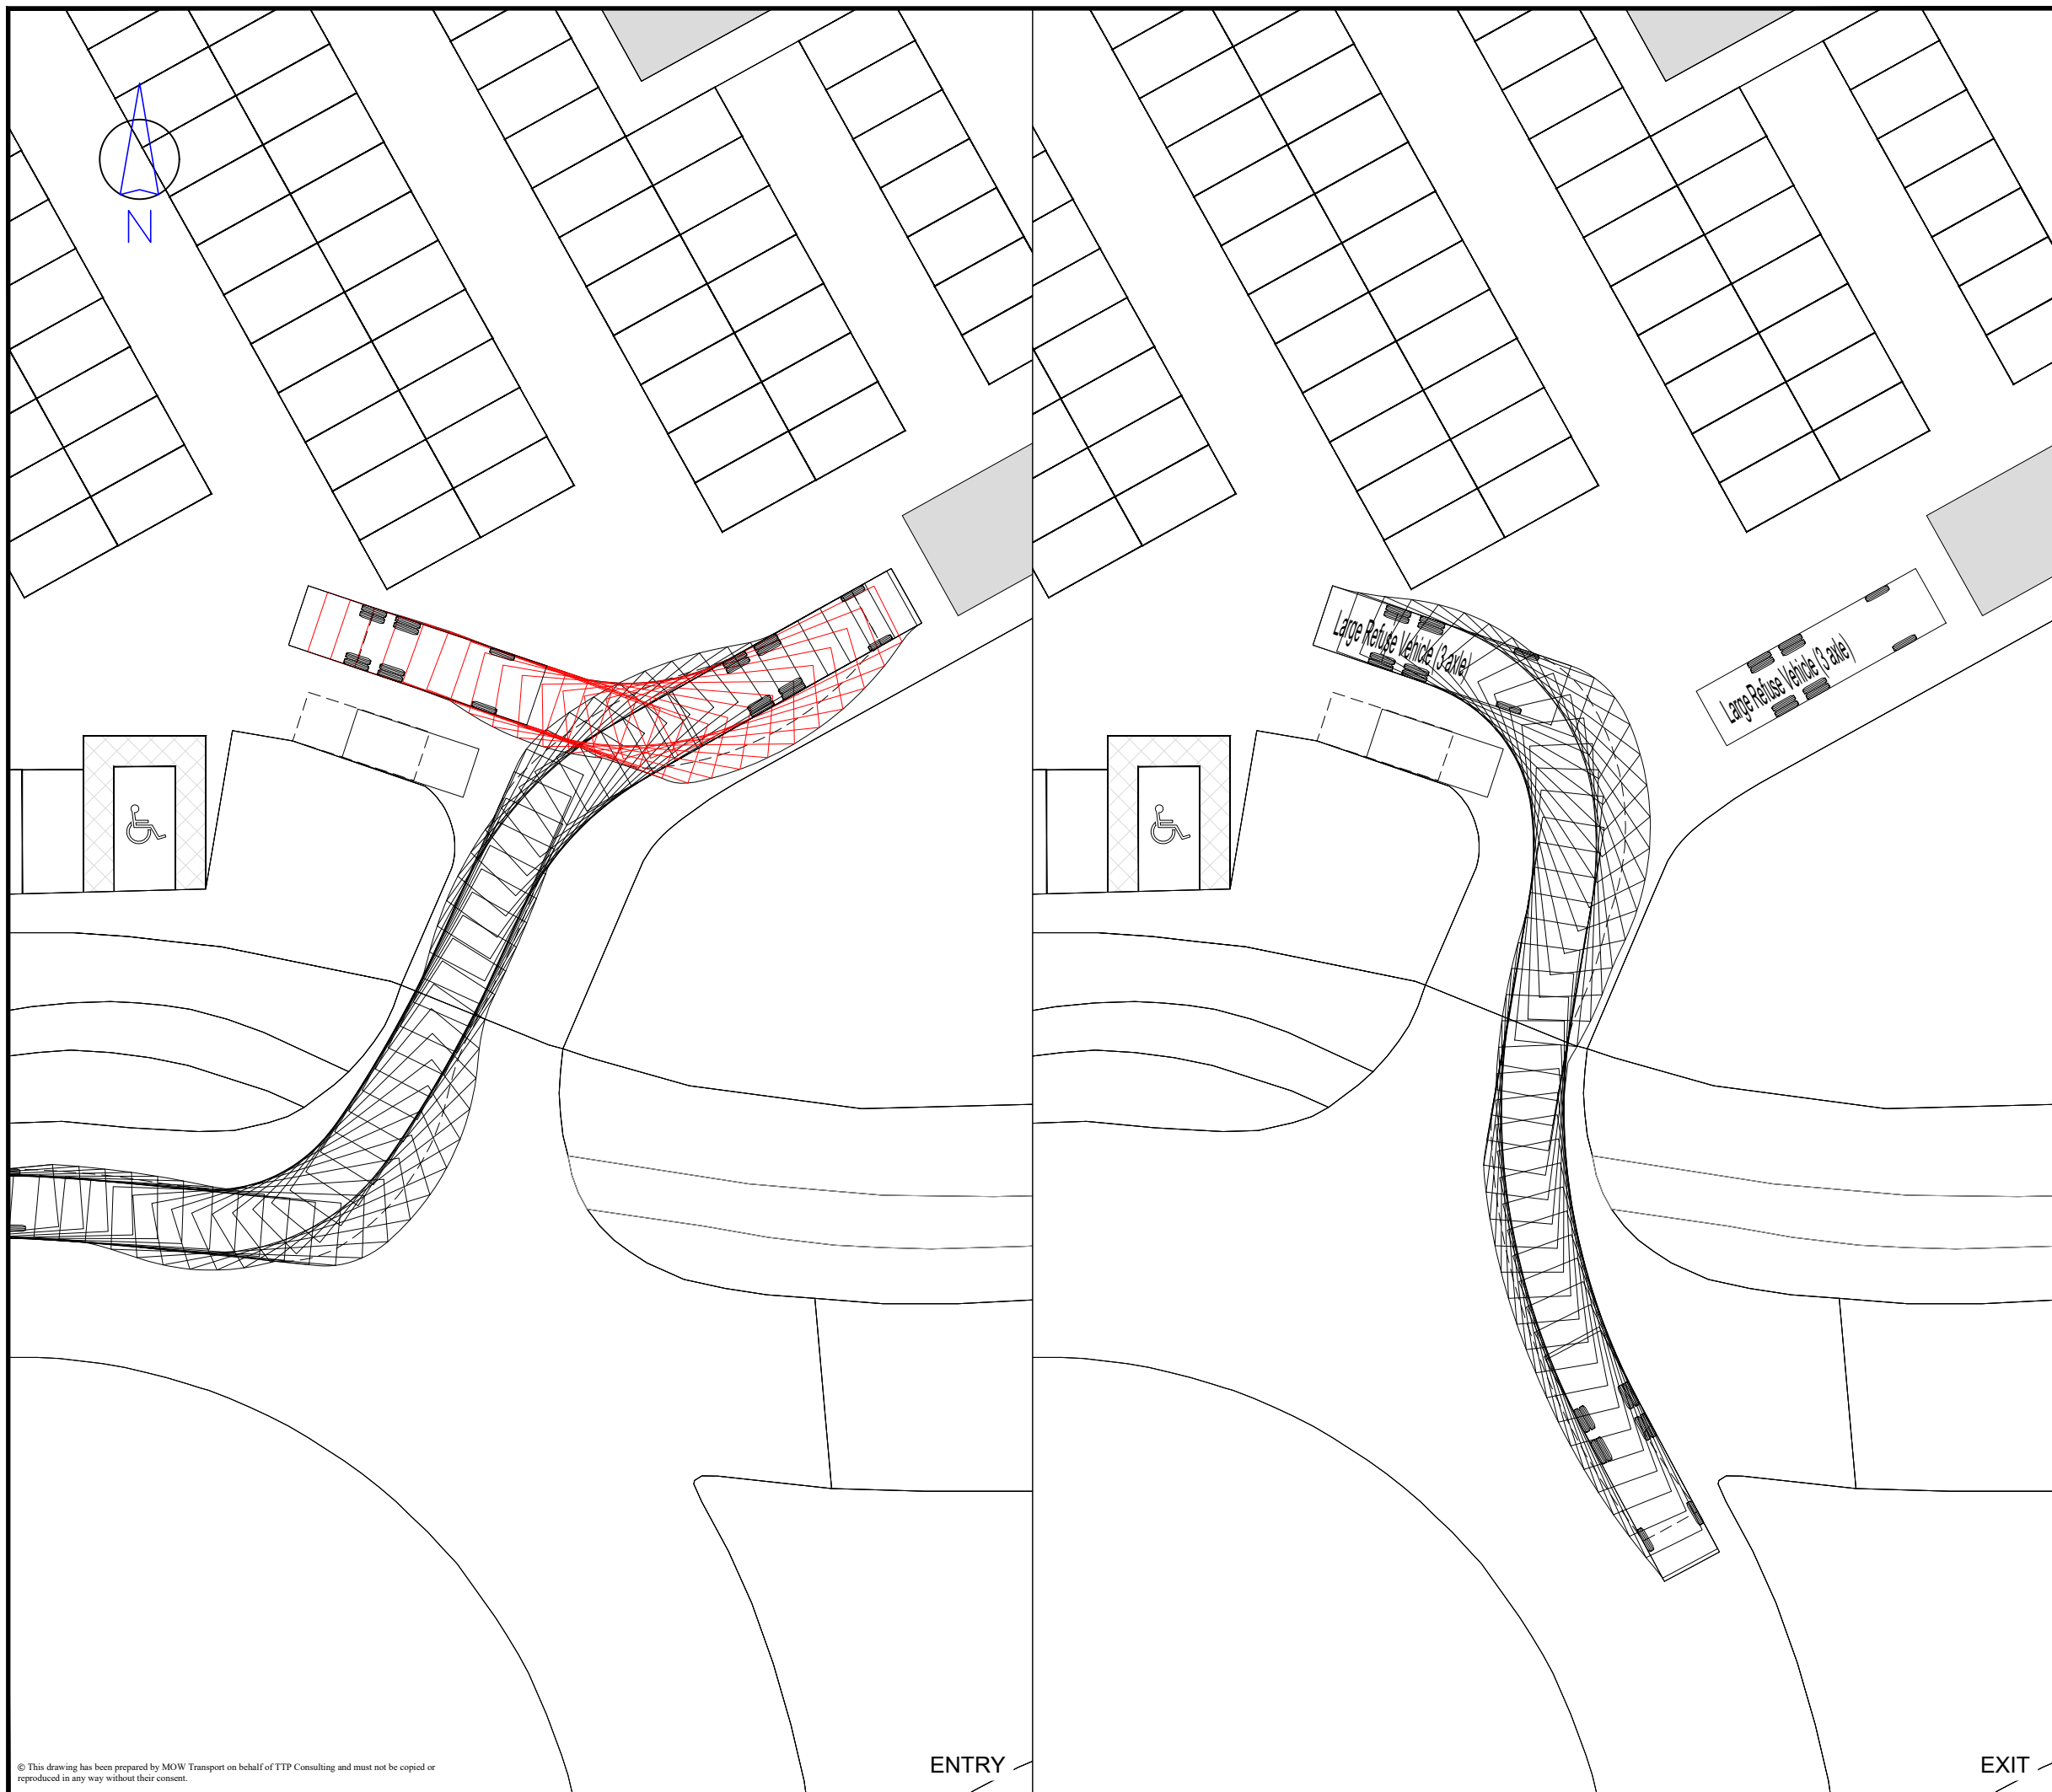 N
Large Refuse Vehicle (3 axle)
Large Refuse Vehicle (3 axle)
© This drawing has been prepared by MOW Transport on behalf of TTP Consulting and must not be copied or
reproduced in any way without their consent.
ENTRY
EXIT